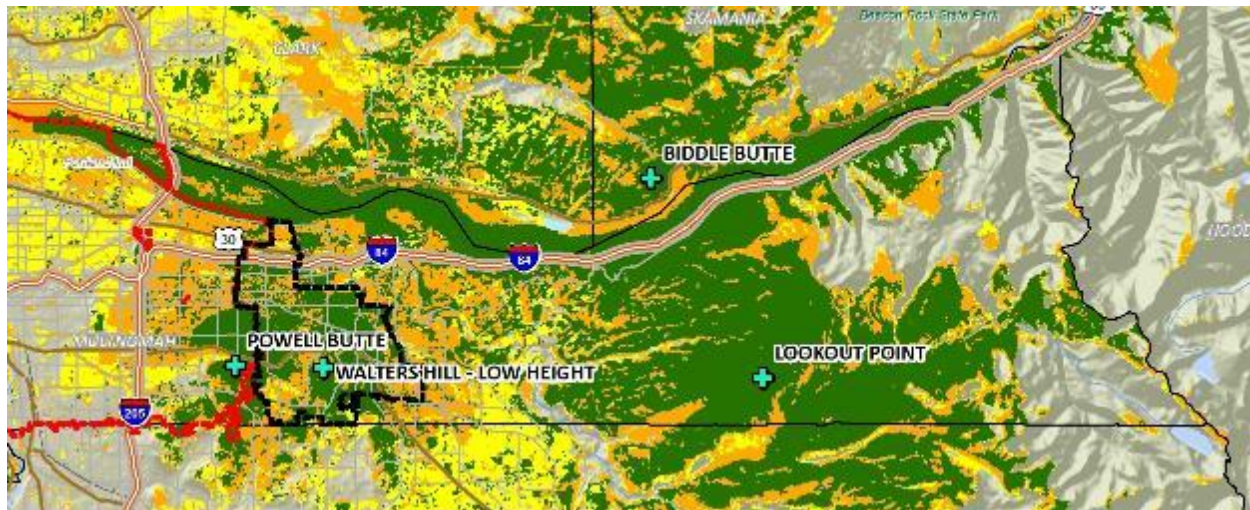 SKAMANIA
Beacon Rock State Park
CLARK
BIDDLE BUTTE
30
84
84
HOOD
MULTNOMAH
POWELL BUTTE
LOOKOUT POINT
WALTERS HILL - LOW HEIGHT
205